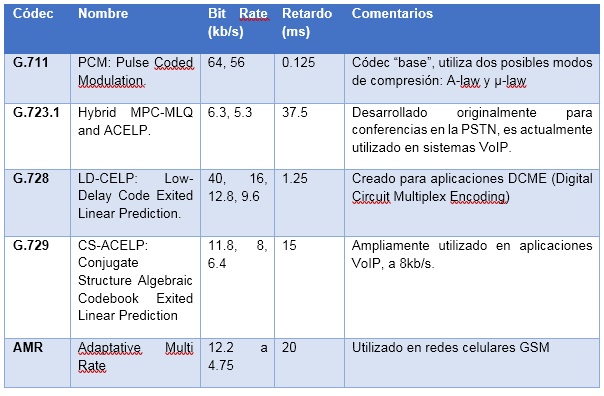 Códec Nombre Bit Rate (kb/s) Retardo (ms) Comentarios
G.711 PCM: Pulse Coded Modulation. 64, 56 0.125 Códec “base”, utiliza dos posibles modos de compresión: A-law y µ-law
G.723.1 Hybrid MPC-MLQ and ACELP. 6.3, 5.3 37.5 Desarrollado originalmente para conferencias en la PSTN, es actualmente utilizado en sistemas VoIP.
G.728 LD-CELP: Low-Delay Code Exited Linear Prediction. 40, 16, 12.8, 9.6 1.25 Creado para aplicaciones DCME (Digital Circuit Multiplex Encoding)
G.729 CS-ACELP: Conjugate Structure Algebraic Codebook Exited Linear Prediction 11.8, 8, 6.4 15 Ampliamente utilizado en aplicaciones VoIP, a 8kb/s.
AMR Adaptative Multi Rate 12.2 a 4.75 20 Utilizado en redes celulares GSM